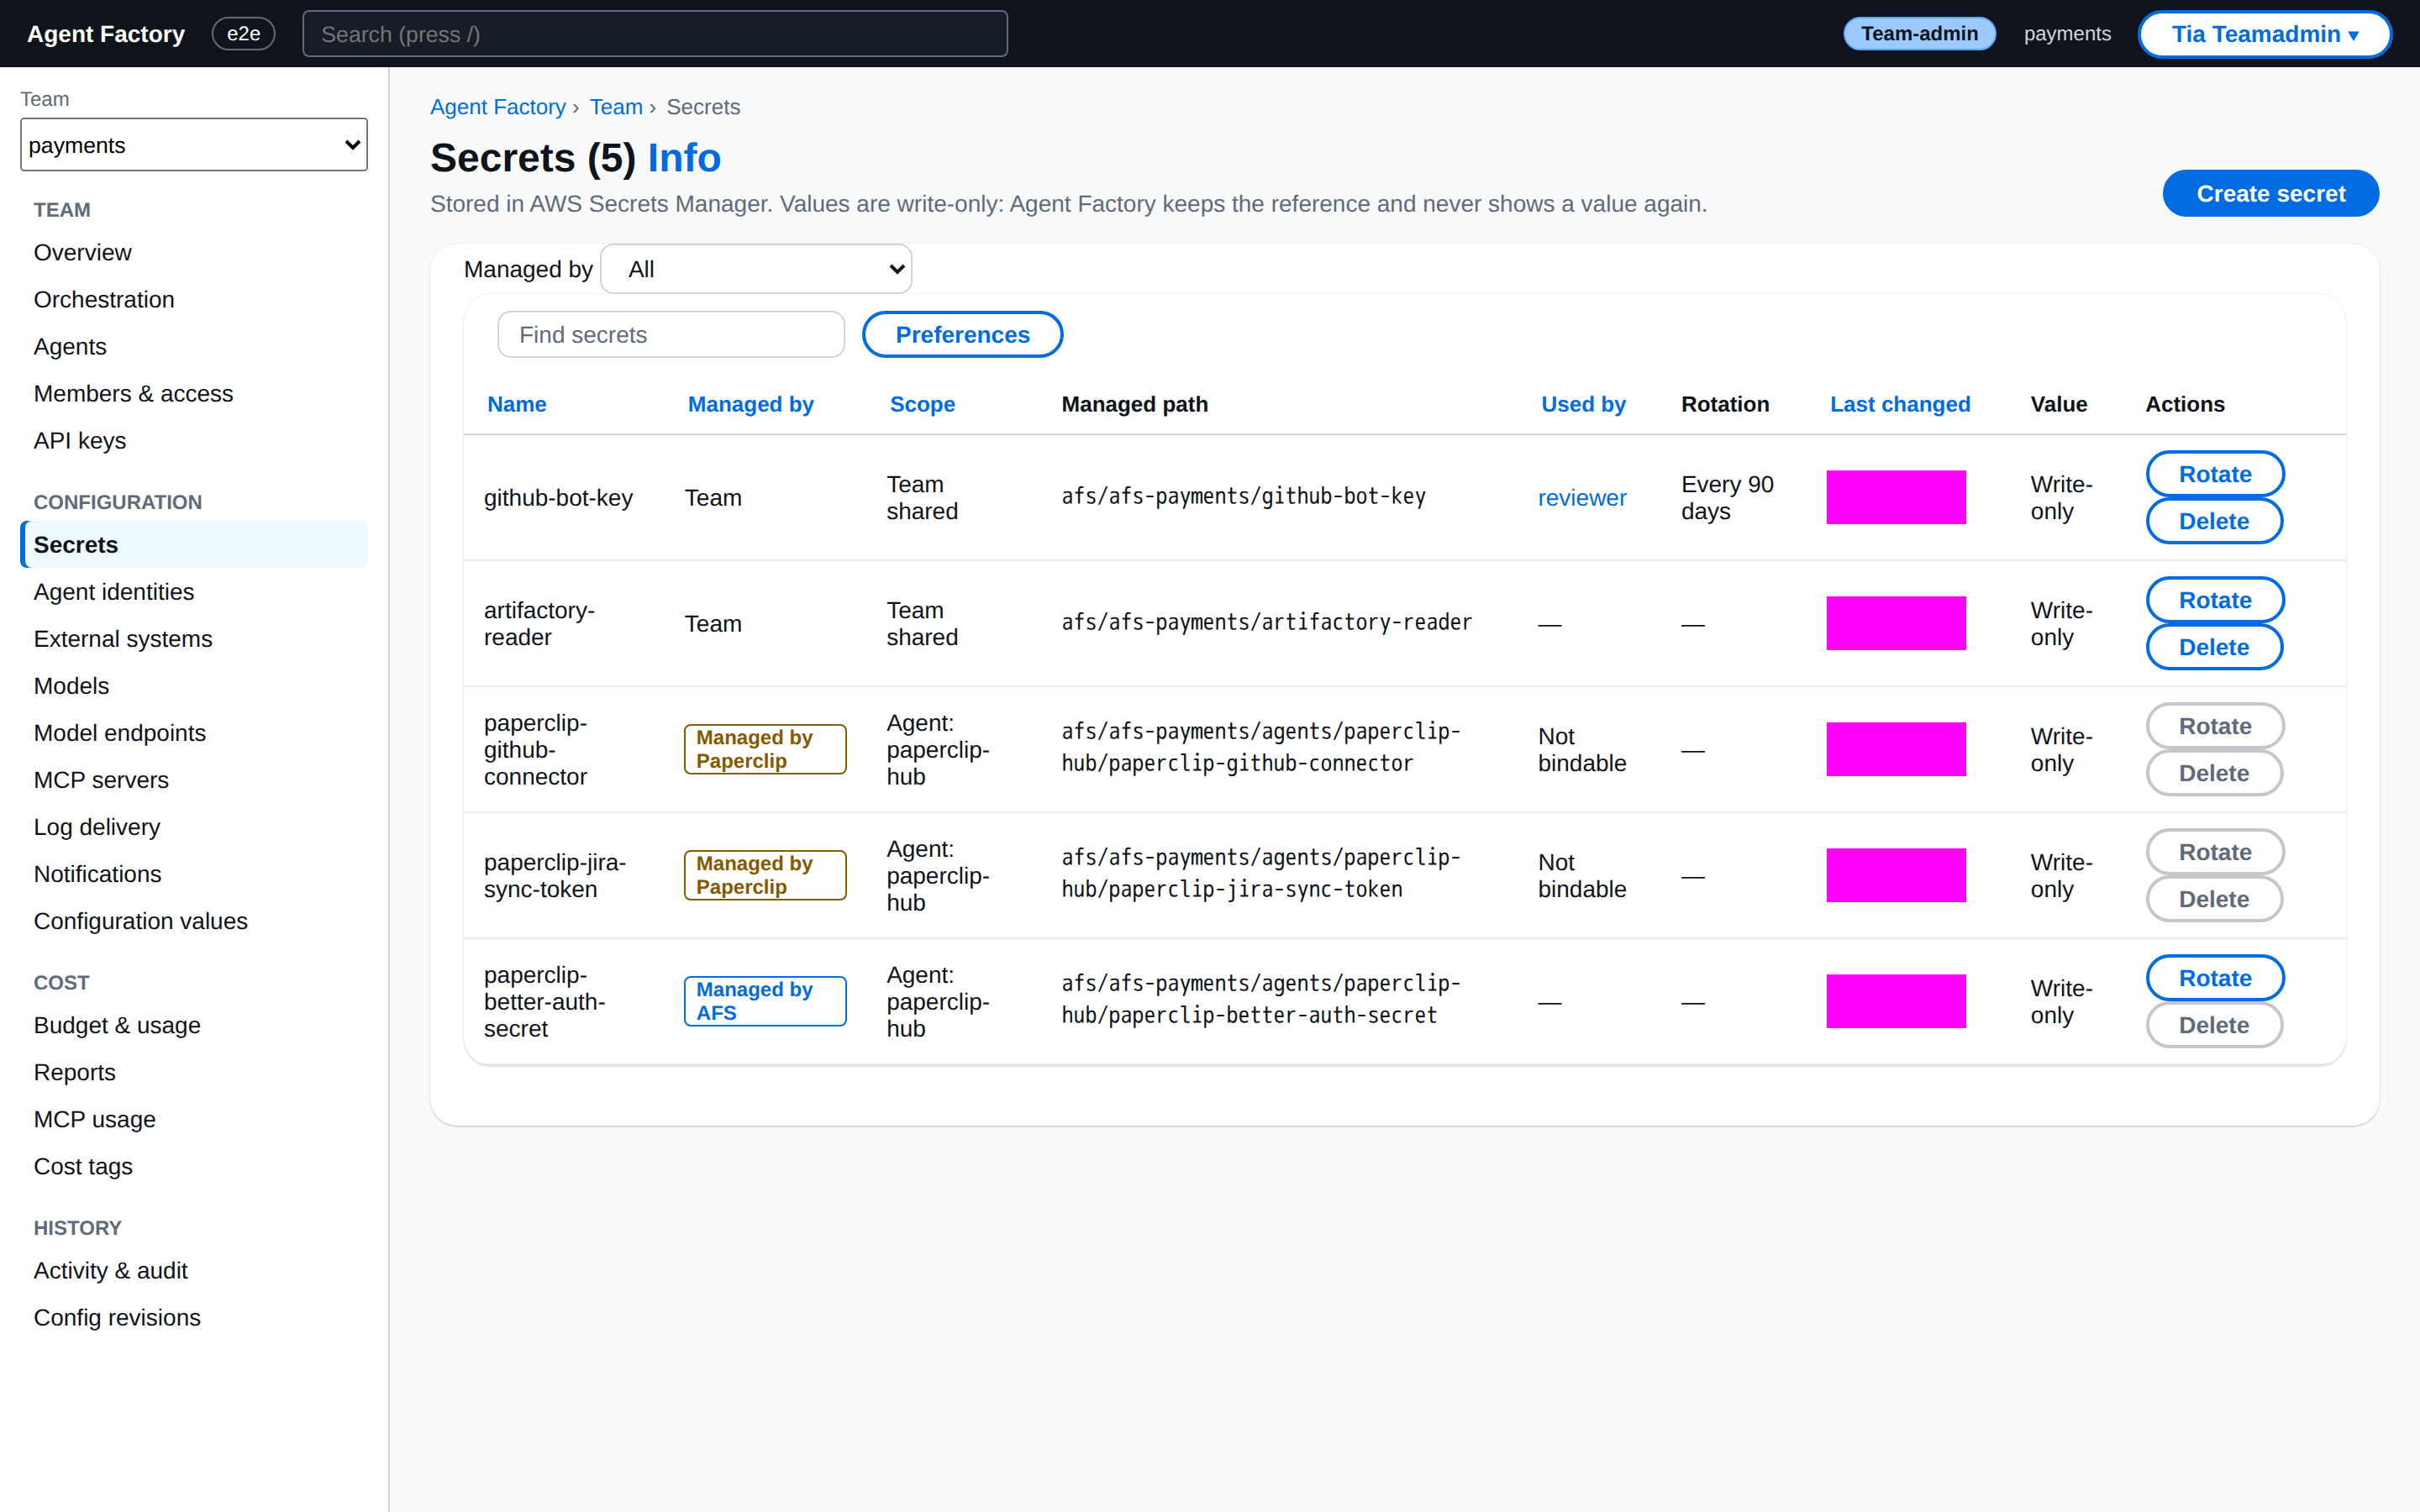 Agent Factory e2e Search (press /) Team-admin payments Tia Teamadmin ▾
Team
payments
TEAM
Overview
Orchestration
Agents
Members & access
API keys
CONFIGURATION
Secrets
Agent identities
External systems
Models
Model endpoints
MCP servers
Log delivery
Notifications
Configuration values
COST
Budget & usage
Reports
MCP usage
Cost tags
HISTORY
Activity & audit
Config revisions
Agent Factory › Team › Secrets
Secrets (5) Info
Stored in AWS Secrets Manager. Values are write-only: Agent Factory keeps the reference and never shows a value again.
Create secret
Managed by All
Find secrets Preferences
Name Managed by Scope Managed path Used by Rotation Last changed Value Actions
github-bot-key
Team
Team
shared
afs/afs-payments/github-bot-key
reviewer
Every 90
days
Write-
only
Rotate
Delete
artifactory-
reader
Team
Team
shared
afs/afs-payments/artifactory-reader
—
—
Write-
only
Rotate
Delete
paperclip-
github-
connector
Managed by
Paperclip
Agent:
paperclip-
hub
afs/afs-payments/agents/paperclip-
hub/paperclip-github-connector
Not
bindable
—
Write-
only
Rotate
Delete
paperclip-jira-
sync-token
Managed by
Paperclip
Agent:
paperclip-
hub
afs/afs-payments/agents/paperclip-
hub/paperclip-jira-sync-token
Not
bindable
—
Write-
only
Rotate
Delete
paperclip-
better-auth-
secret
Managed by
AFS
Agent:
paperclip-
hub
afs/afs-payments/agents/paperclip-
hub/paperclip-better-auth-secret
—
—
Write-
only
Rotate
Delete